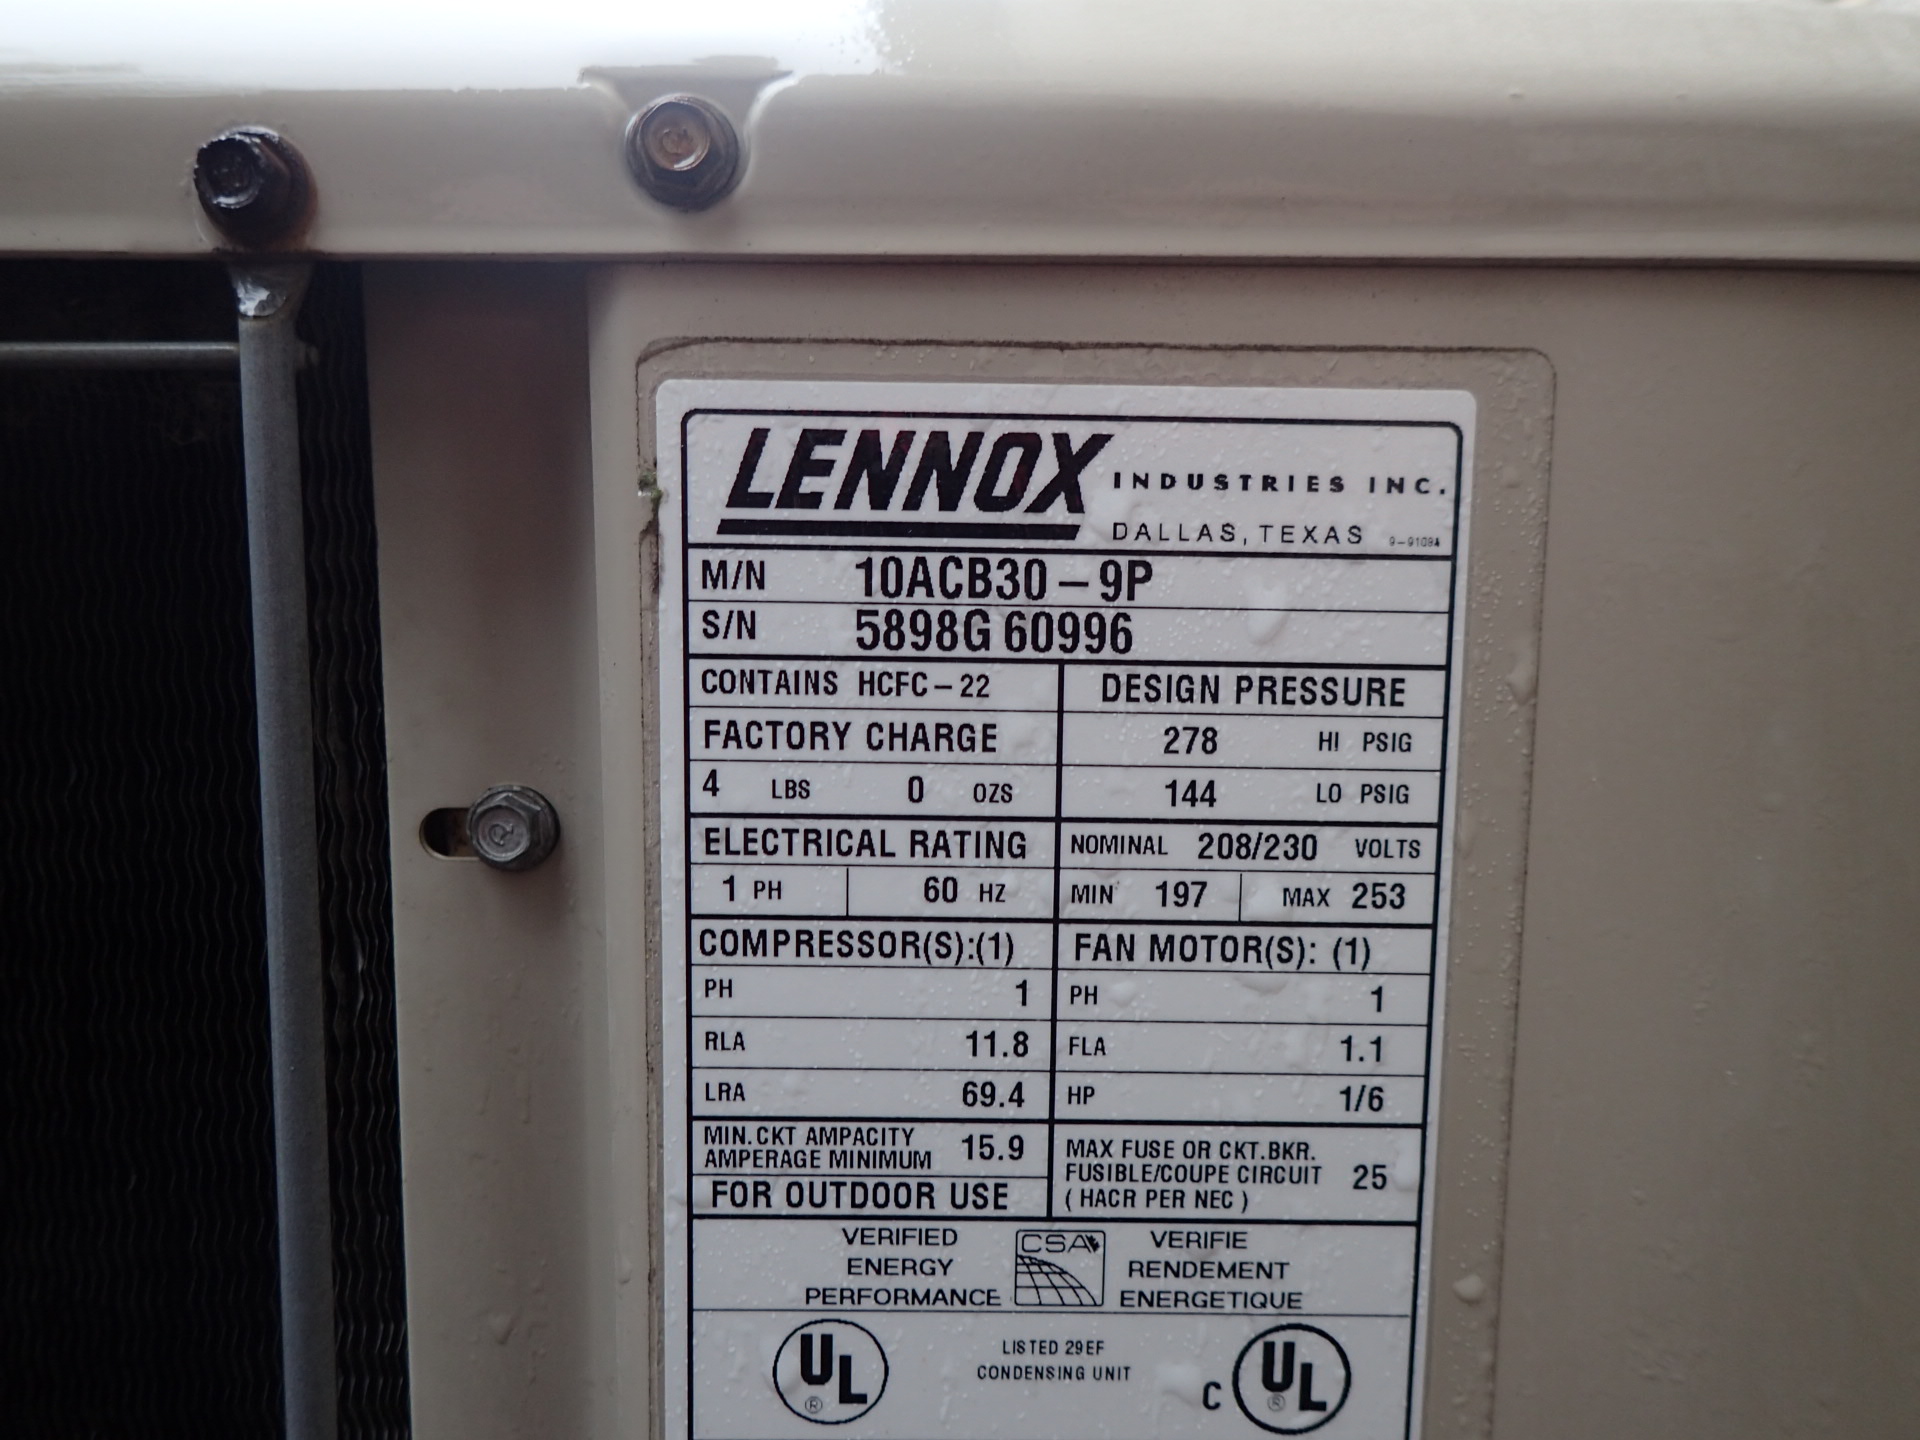 LENNOX INDUSTRIES INC.
DALLAS, TEXAS 9-9109A
M/N 10ACB30-9P
S/N 5898G 60996
CONTAINS HCFC-22
DESIGN PRESSURE
FACTORY CHARGE
278 HI PSIG
4 LBS 0 OZS
144 LO PSIG
ELECTRICAL RATING
NOMINAL 208/230 VOLTS
1 PH 60 HZ
MIN 197 MAX 253
COMPRESSOR(S):(1)
FAN MOTOR(S): (1)
PH 1
PH 1
RLA 11.8
FLA 1.1
LRA 69.4
HP 1/6
MIN.CKT AMPACITY
AMPERAGE MINIMUM 15.9
FOR OUTDOOR USE
MAX FUSE OR CKT.BKR.
FUSIBLE/COUPE CIRCUIT 25
(HACR PER NEC)
VERIFIED
ENERGY
PERFORMANCE
CSA
VERIFIE
RENDEMENT
ENERGETIQUE
UL ®
LISTED 29EF
CONDENSING UNIT
C UL ®